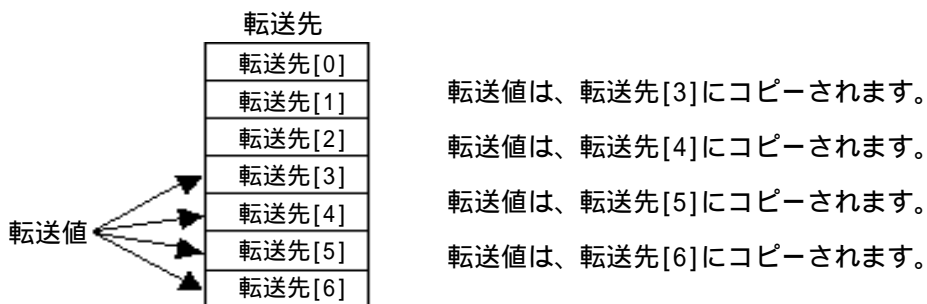 転送先
転送先[0]
転送先[1]
転送先[2]
転送先[3]
転送先[4]
転送先[5]
転送先[6]
転送値
転送値は、転送先[3]にコピーされます。
転送値は、転送先[4]にコピーされます。
転送値は、転送先[5]にコピーされます。
転送値は、転送先[6]にコピーされます。